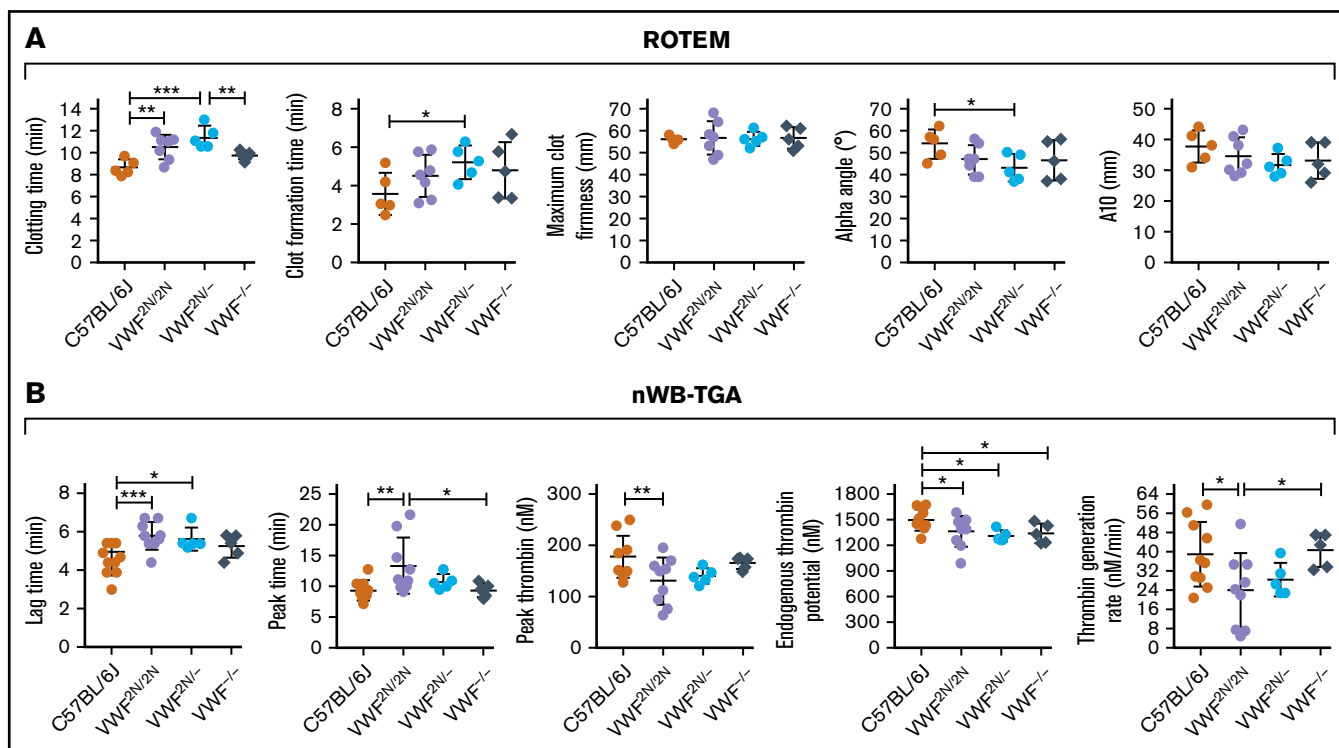 A
ROTEM
Clotting time (min)
14
12
10
8
6
4
2
0
***
**
**
C57BL/6J
VWF2N/2N
VWF2N/–
VWF–/–
Clot formation time (min)
8
6
4
2
0
*
C57BL/6J
VWF2N/2N
VWF2N/–
VWF–/–
Maximum clot
firmness (mm)
70
60
50
40
30
20
10
0
C57BL/6J
VWF2N/2N
VWF2N/–
VWF–/–
Alpha angle (°)
70
60
50
40
30
20
10
0
*
C57BL/6J
VWF2N/2N
VWF2N/–
VWF–/–
A10 (mm)
50
40
30
20
10
0
C57BL/6J
VWF2N/2N
VWF2N/–
VWF–/–
B
nWB-TGA
Lag time (min)
8
6
4
2
0
*
***
C57BL/6J
VWF2N/2N
VWF2N/–
VWF–/–
Peak time (min)
25
20
15
10
5
0
**
*
C57BL/6J
VWF2N/2N
VWF2N/–
VWF–/–
Peak thrombin (nM)
300
200
100
0
**
C57BL/6J
VWF2N/2N
VWF2N/–
VWF–/–
Endogenous thrombin
potential (nM)
1800
1500
1200
900
600
300
0
*
*
*
C57BL/6J
VWF2N/2N
VWF2N/–
VWF–/–
Thrombin generation
rate (nM/min)
64
56
48
40
32
24
16
8
0
*
*
C57BL/6J
VWF2N/2N
VWF2N/–
VWF–/–